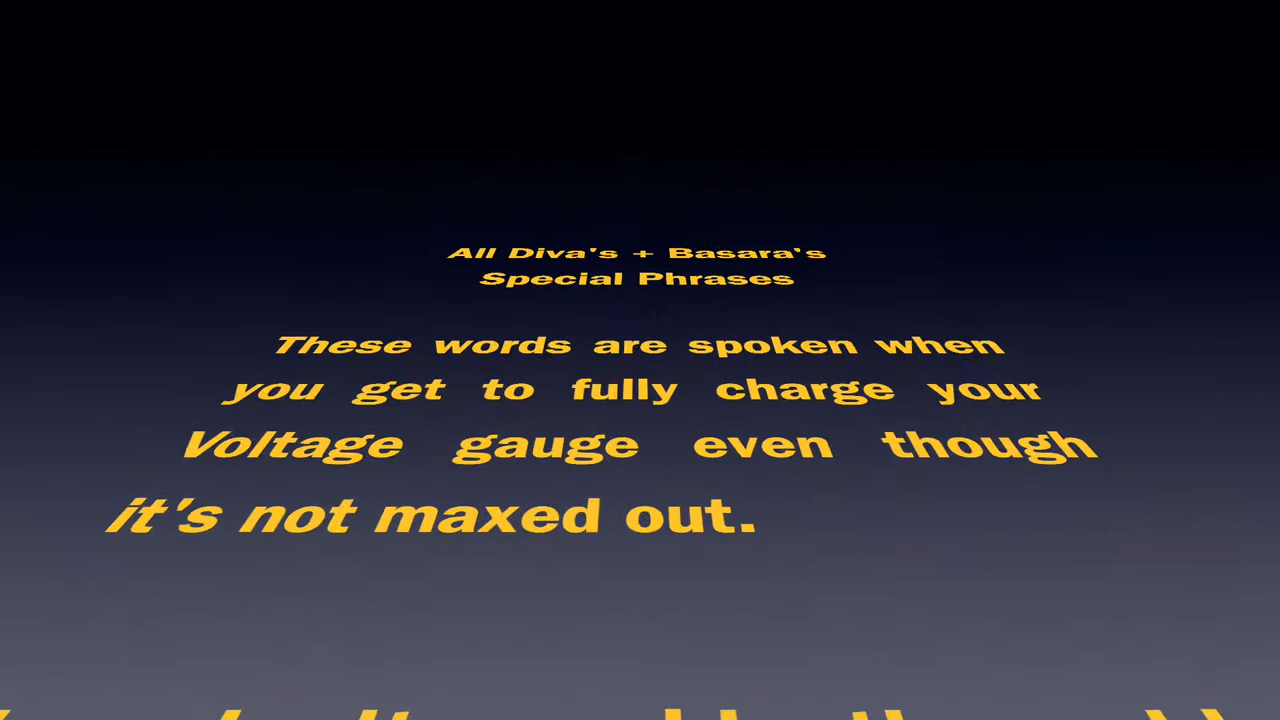 All Diva's + Basara's
Special Phrases
These words are spoken when
you get to fully charge your
Voltage gauge even though
it's not maxed out.